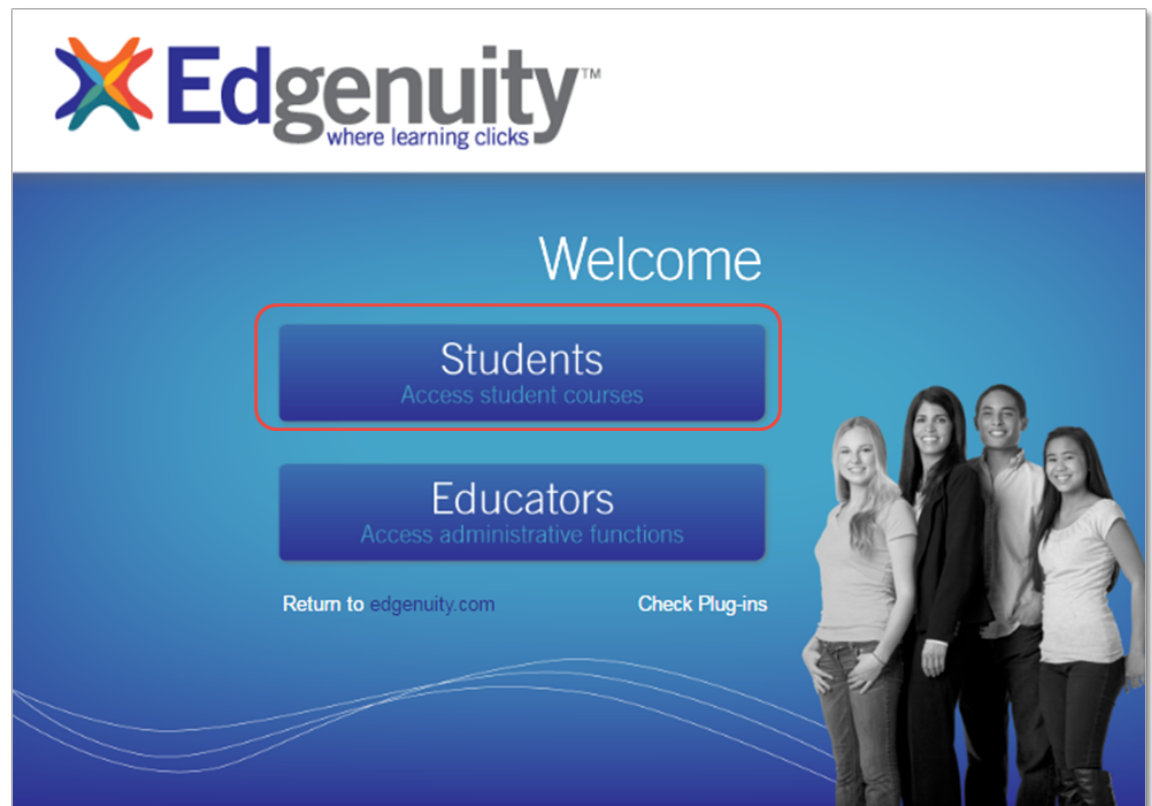 Edgenuity™
where learning clicks
Welcome
Students
Access student courses
Educators
Access administrative functions
Return to edgenuity.com
Check Plug-ins